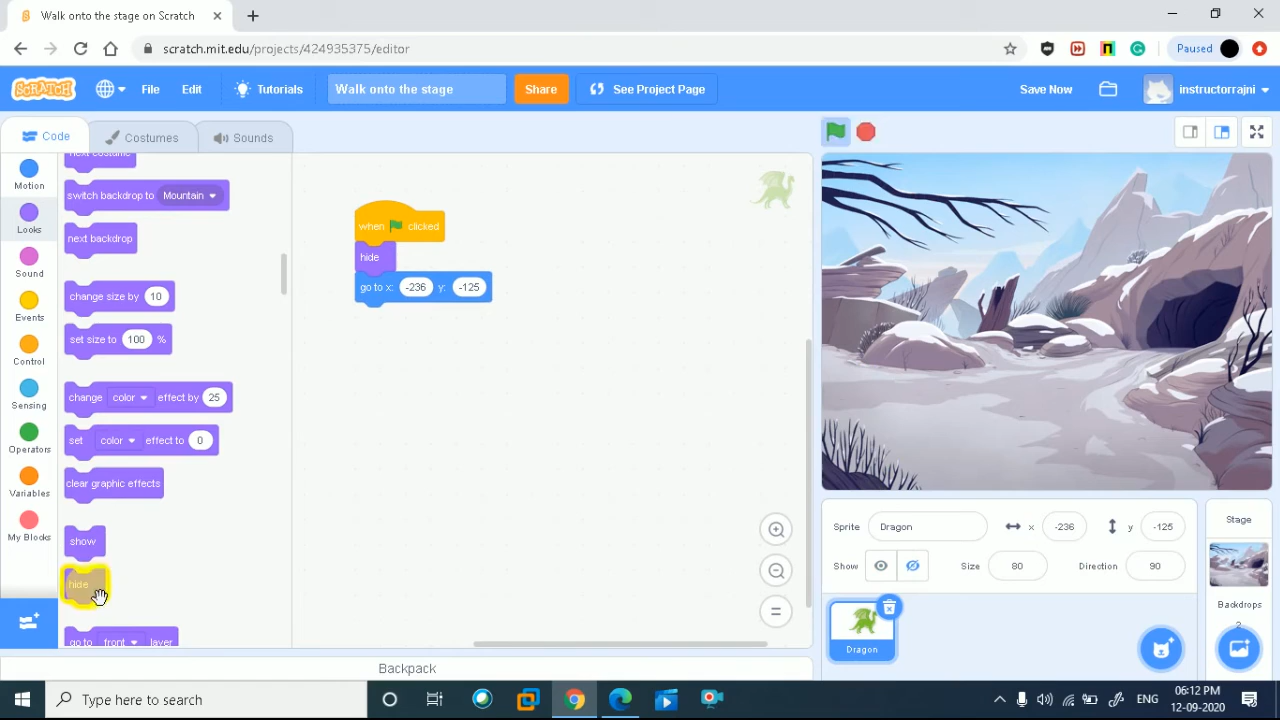 Walk onto the stage on Scratch
scratch.mit.edu/projects/424935375/editor
Paused
SCRATCH
File
Edit
Tutorials
Walk onto the stage
Share
See Project Page
Save Now
instructorrajni
Code
Costumes
Sounds
Motion
Looks
Sound
Events
Control
Sensing
Operators
Variables
My Blocks
next costume
switch backdrop to Mountain
next backdrop
change size by 10
set size to 100 %
change color effect by 25
set color effect to 0
clear graphic effects
show
hide
go to front layer
when clicked
hide
go to x: -236 y: -125
Sprite Dragon x -236 y -125
Show Size 80 Direction 90
Dragon
Stage
Backdrops
2
Backpack
Type here to search
ENG
06:12 PM
12-09-2020